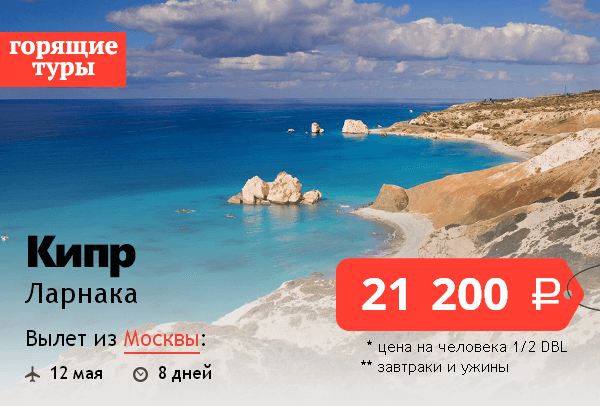 горящие
туры
Кипр
Ларнака
Вылет из Москвы:
12 мая 8 дней
21 200 ₽
* цена на человека 1/2 DBL
** завтраки и ужины